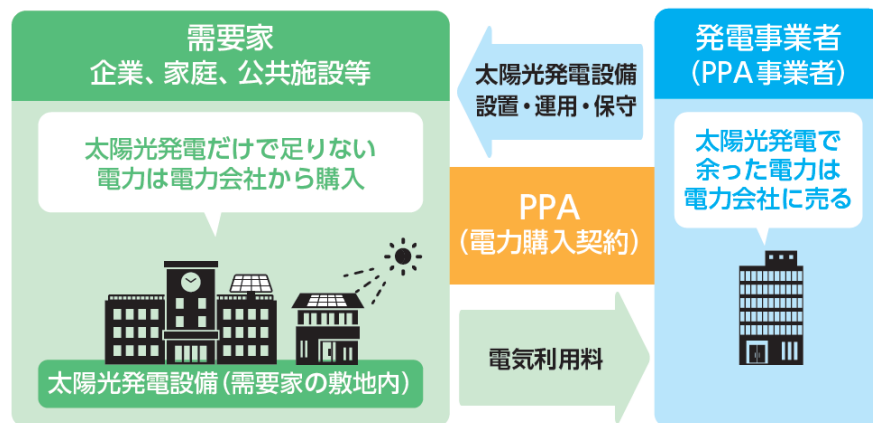 需要家
企業、家庭、公共施設等
太陽光発電だけで足りない
電力は電力会社から購入
太陽光発電設備(需要家の敷地内)
太陽光発電設備
設置・運用・保守
PPA
(電力購入契約)
電気利用料
発電事業者
(PPA事業者)
太陽光発電で
余った電力は
電力会社に売る